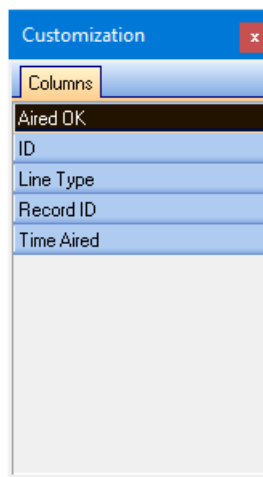 Customization
x
Columns
Aired OK
ID
Line Type
Record ID
Time Aired